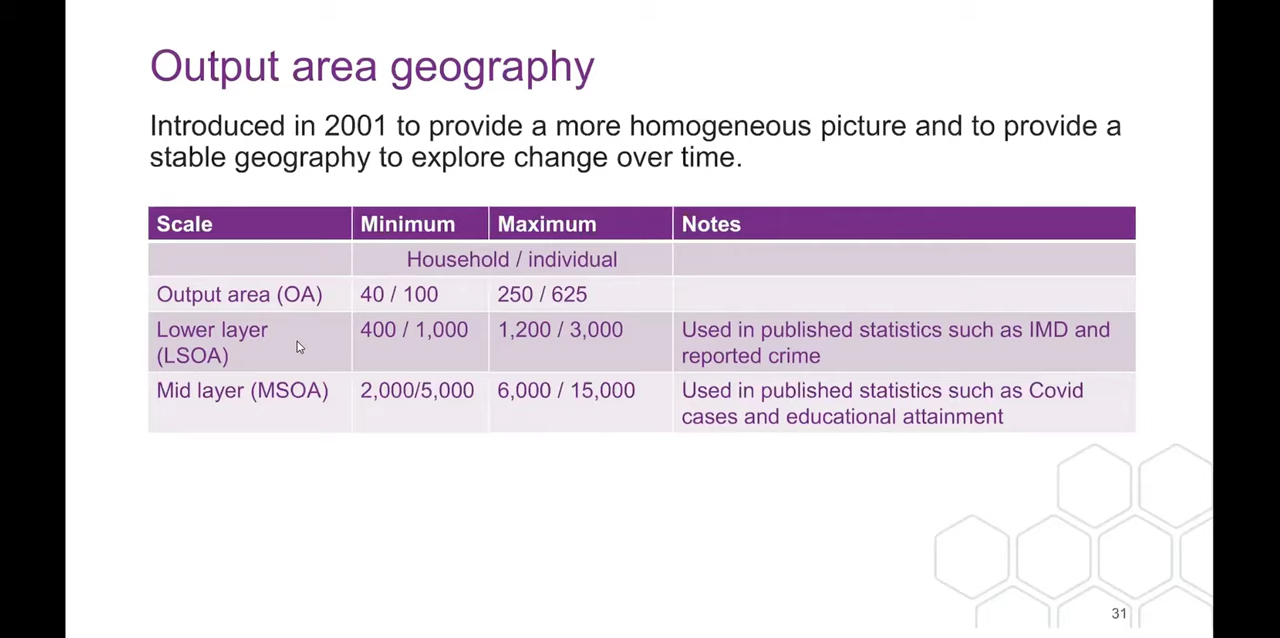 Output area geography
Introduced in 2001 to provide a more homogeneous picture and to provide a
stable geography to explore change over time.
Scale Minimum Maximum Notes
Household / individual
Output area (OA) 40 / 100 250 / 625
Lower layer 400 / 1,000 1,200 / 3,000 Used in published statistics such as IMD and
(LSOA) reported crime
Mid layer (MSOA) 2,000/5,000 6,000 / 15,000 Used in published statistics such as Covid
cases and educational attainment
31